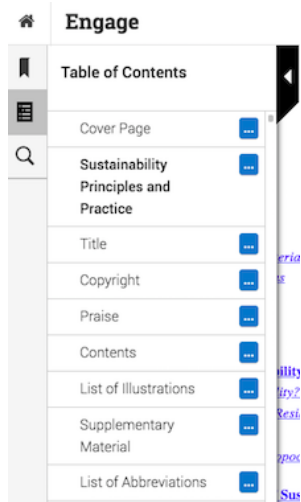 Engage
Table of Contents
Cover Page
Sustainability
Principles and
Practice
Title
Copyright
Praise
Contents
List of Illustrations
Supplementary
Material
List of Abbreviations